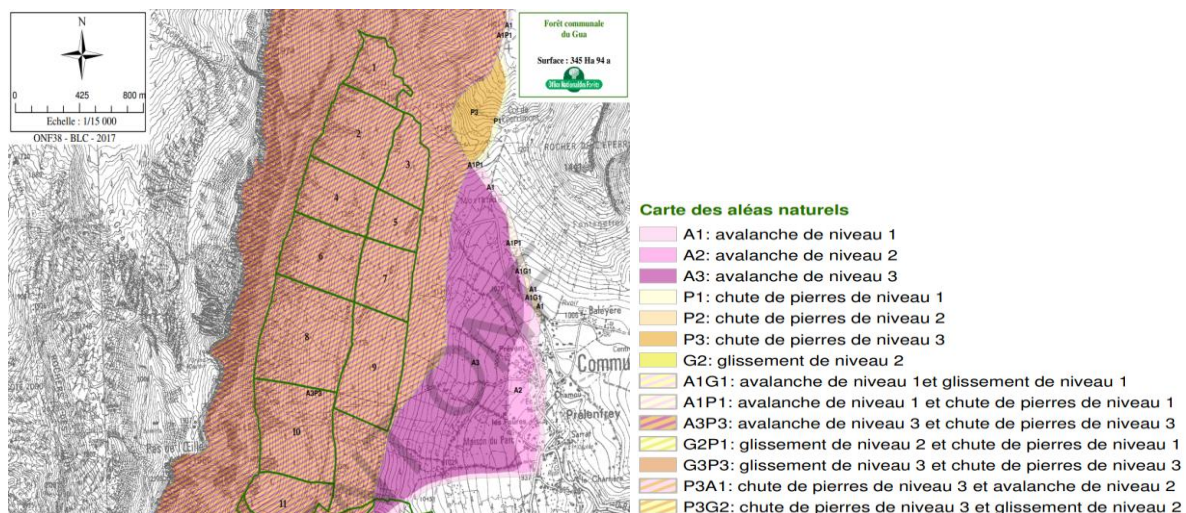 N
0 425 800 m
Echelle : 1/15 000
ONF38 - BLC - 2017
Forêt communale
du Gua
Surface : 345 Ha 94 a
Office National des Forêts
A1
A1P1
1
P2
P1
2
3
A1P1
A1
4
5
A1P1
6
7
A1G1
A1
A1G1
A1
Baléyère
8
A3
Commu
9
A2
A3P3
Prélenfrey
10
Maison du Parc
11
Carte des aléas naturels
A1: avalanche de niveau 1
A2: avalanche de niveau 2
A3: avalanche de niveau 3
P1: chute de pierres de niveau 1
P2: chute de pierres de niveau 2
P3: chute de pierres de niveau 3
G2: glissement de niveau 2
A1G1: avalanche de niveau 1et glissement de niveau 1
A1P1: avalanche de niveau 1 et chute de pierres de niveau 1
A3P3: avalanche de niveau 3 et chute de pierres de niveau 3
G2P1: glissement de niveau 2 et chute de pierres de niveau 1
G3P3: glissement de niveau 3 et chute de pierres de niveau 3
P3A1: chute de pierres de niveau 3 et avalanche de niveau 2
P3G2: chute de pierres de niveau 3 et glissement de niveau 2